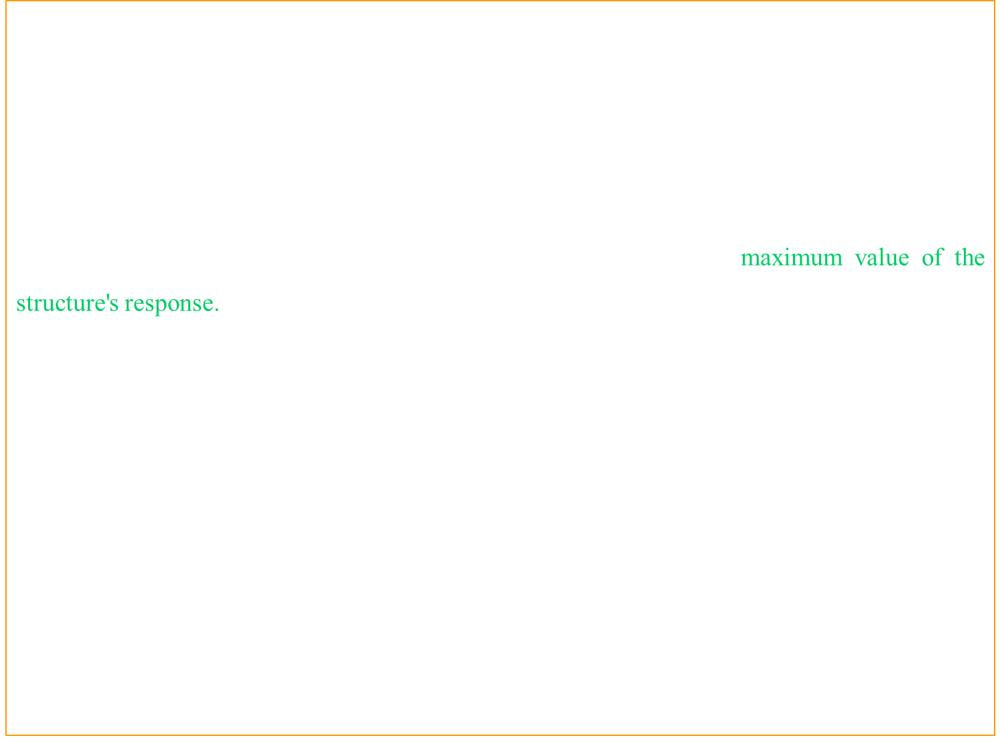 maximum value of the
structure's response.